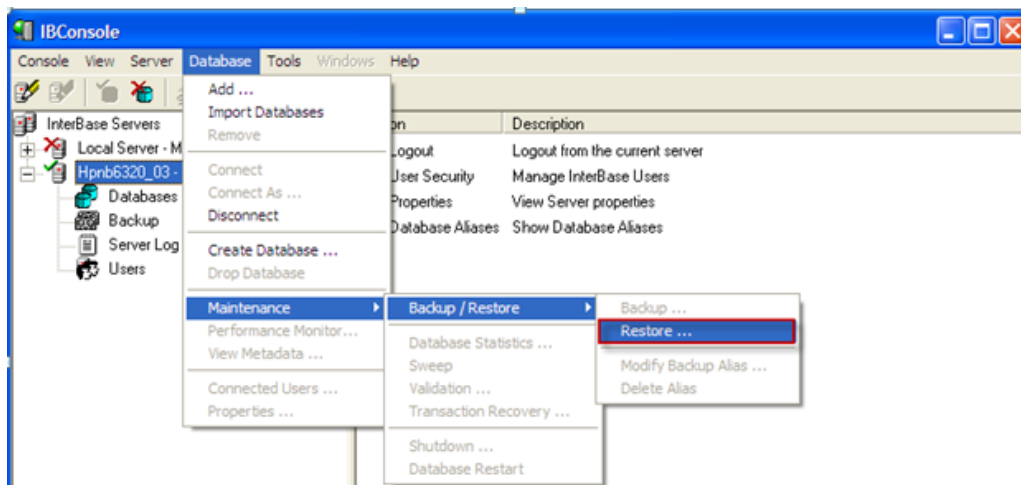 IBConsole
Console View Server Database Tools Windows Help
Add ...
Import Databases
Remove
Connect
Connect As ...
Disconnect
Create Database ...
Drop Database
Maintenance
Performance Monitor...
View Metadata ...
Connected Users ...
Properties ...
InterBase Servers
Local Server - M
Hpnb6320_03 -
Databases
Backup
Server Log
Users
on Description
Logout Logout from the current server
User Security Manage InterBase Users
Properties View Server properties
Database Aliases Show Database Aliases
Backup / Restore
Database Statistics ...
Sweep
Validation ...
Transaction Recovery ...
Shutdown ...
Database Restart
Backup ...
Restore ...
Modify Backup Alias ...
Delete Alias